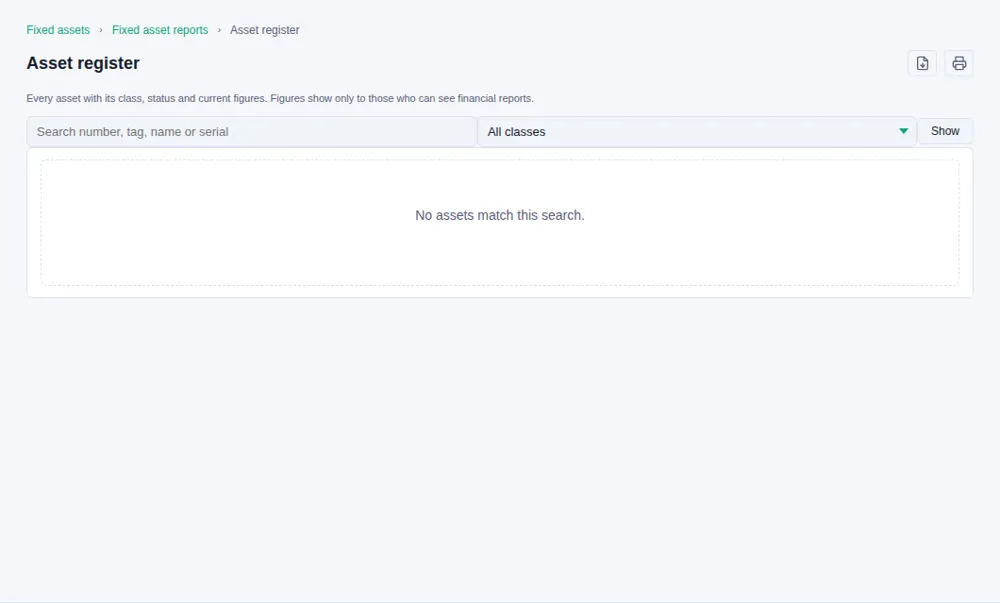 Fixed assets › Fixed asset reports › Asset register
Asset register
Every asset with its class, status and current figures. Figures show only to those who can see financial reports.
Search number, tag, name or serial
All classes
Show
No assets match this search.